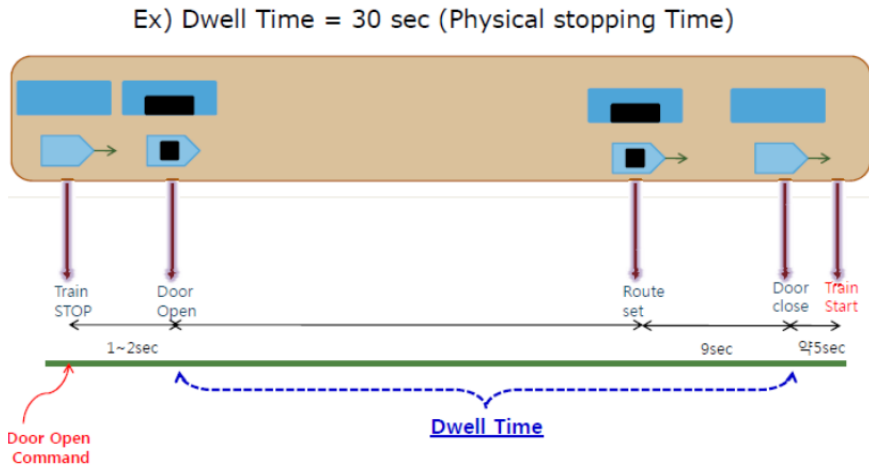 Ex) Dwell Time = 30 sec (Physical stopping Time)
Train
STOP
Door
Open
Route
set
Door
close
Train
Start
1~2sec
9sec
약5sec
Dwell Time
Door Open
Command